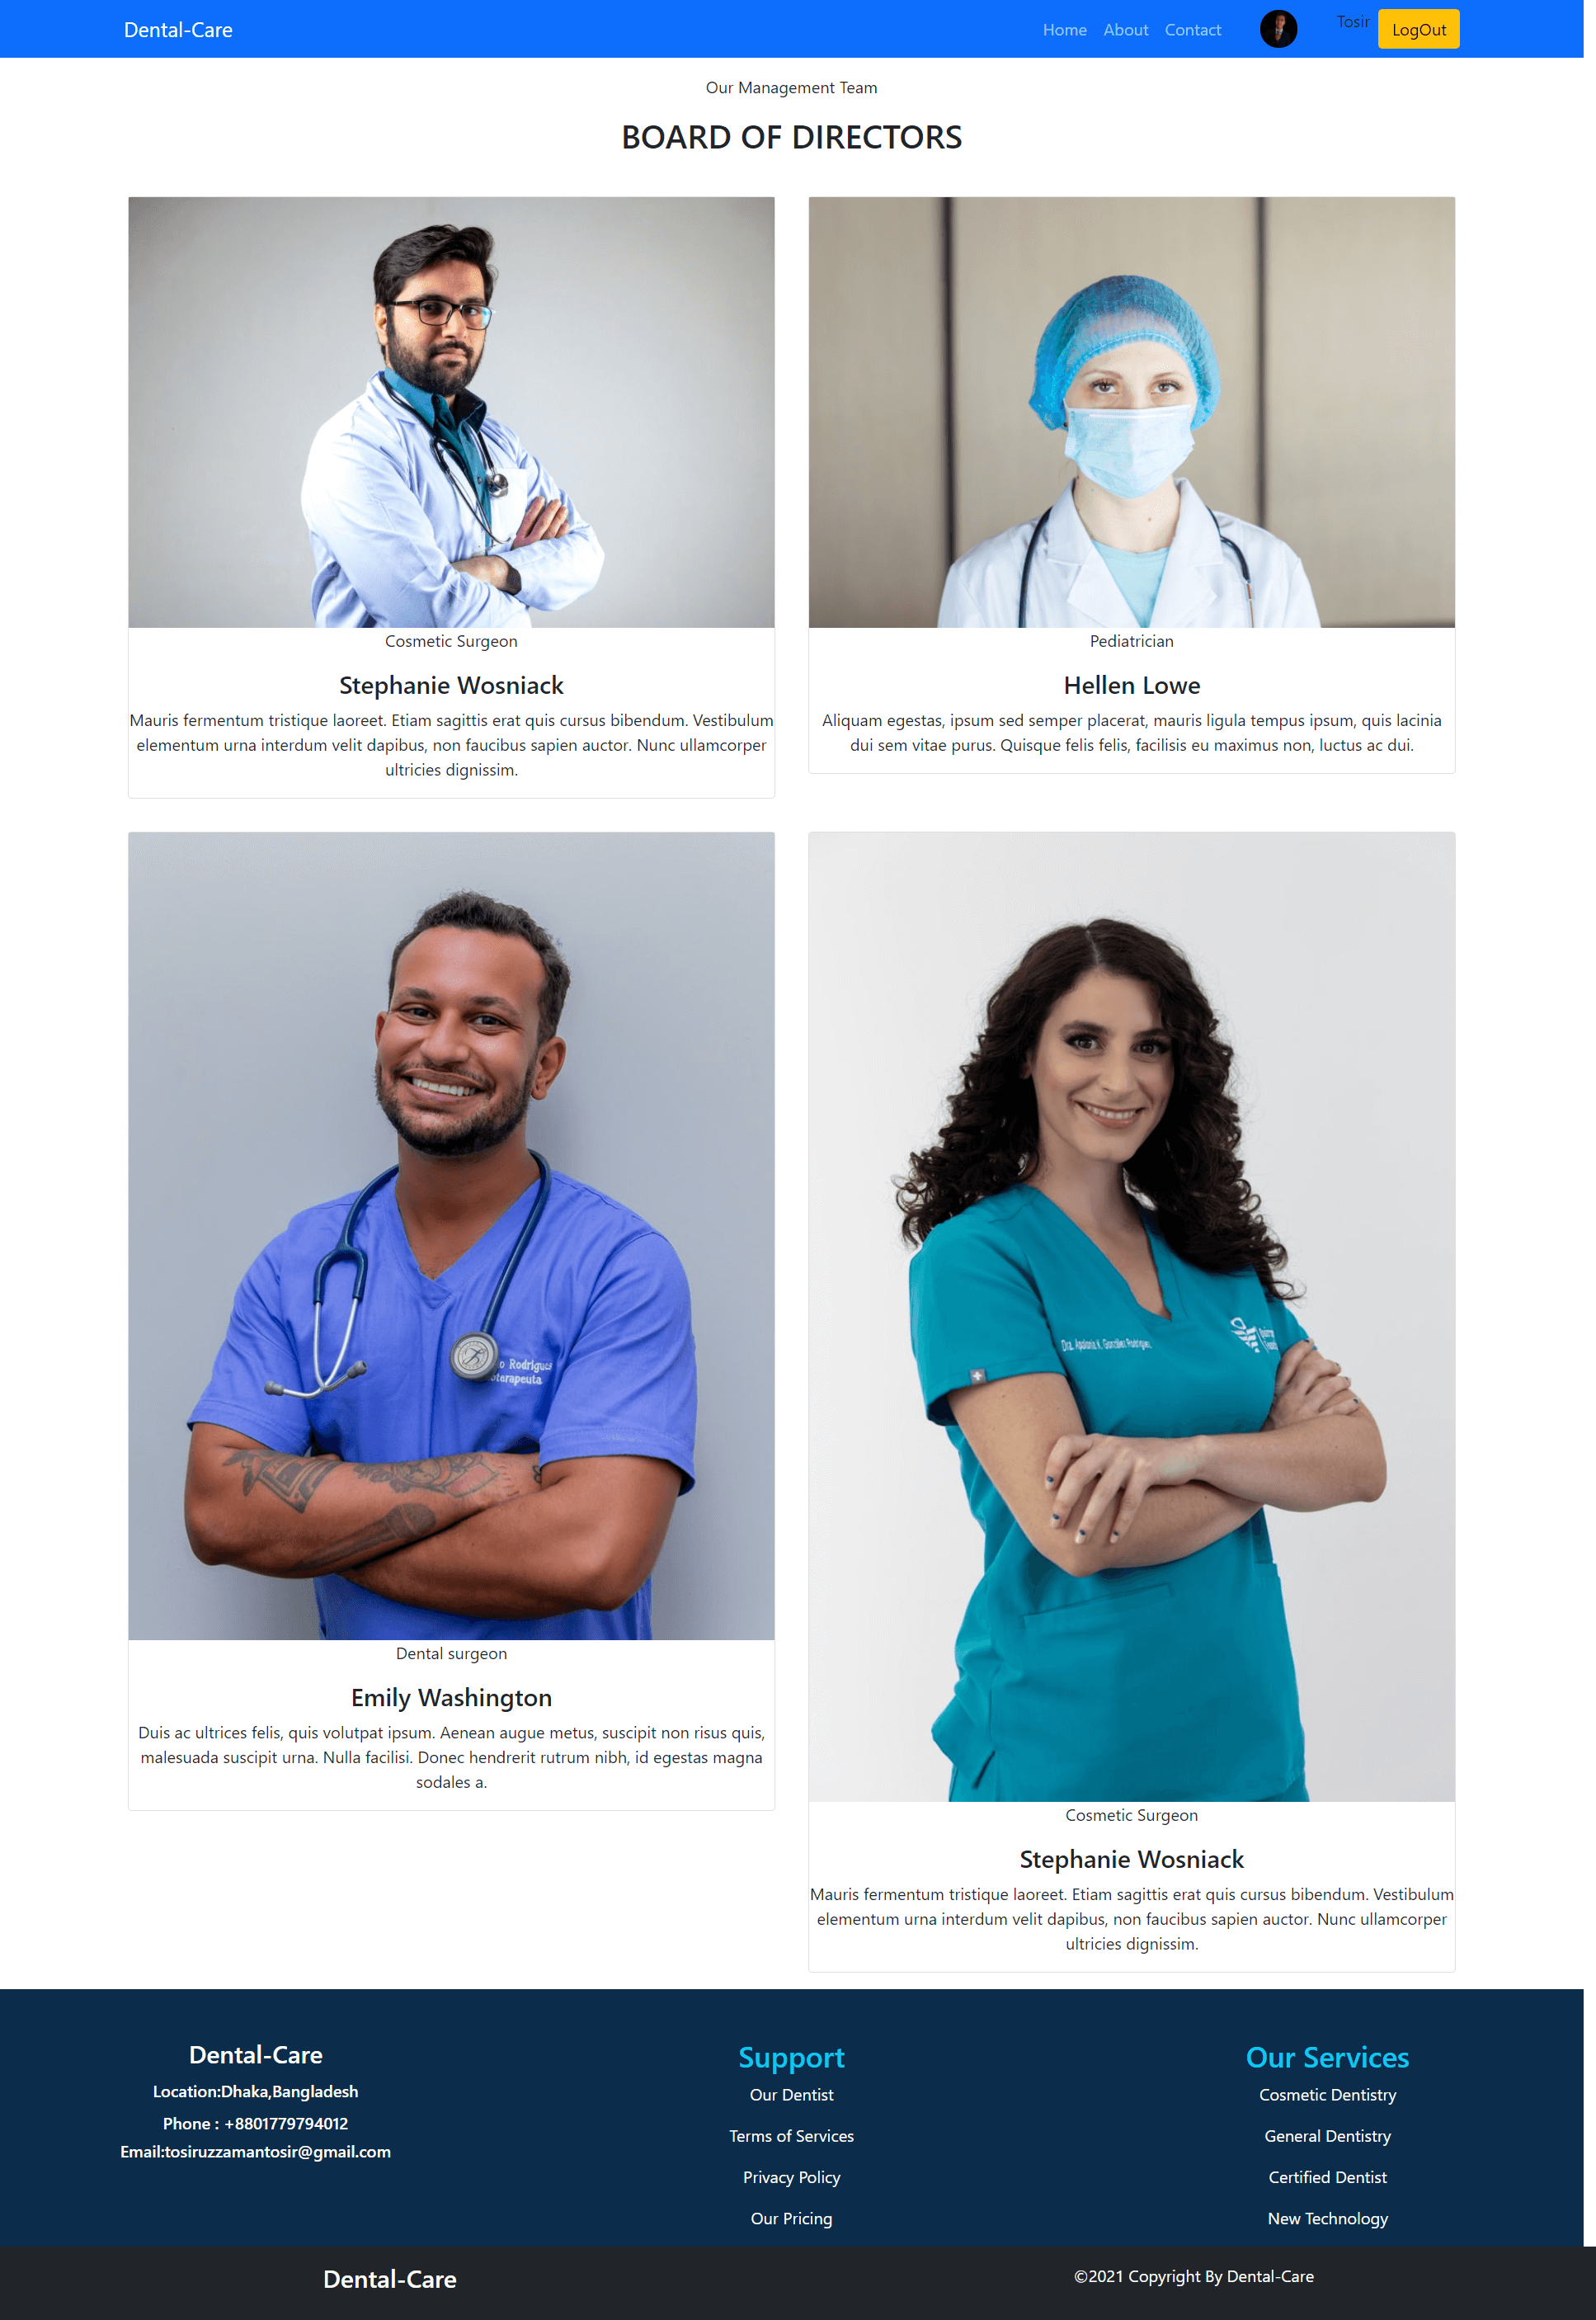 Dental-Care
Home About Contact
Tosir
LogOut
Our Management Team
BOARD OF DIRECTORS
Cosmetic Surgeon
Stephanie Wosniack
Mauris fermentum tristique laoreet. Etiam sagittis erat quis cursus bibendum. Vestibulum
elementum urna interdum velit dapibus, non faucibus sapien auctor. Nunc ullamcorper
ultricies dignissim.
Pediatrician
Hellen Lowe
Aliquam egestas, ipsum sed semper placerat, mauris ligula tempus ipsum, quis lacinia
dui sem vitae purus. Quisque felis felis, facilisis eu maximus non, luctus ac dui.
o Rodrigues
oterapeuta
Dental surgeon
Emily Washington
Duis ac ultrices felis, quis volutpat ipsum. Aenean augue metus, suscipit non risus quis,
malesuada suscipit urna. Nulla facilisi. Donec hendrerit rutrum nibh, id egestas magna
sodales a.
Dra. Apolonia K. González Rodríguez
Cosmetic Surgeon
Stephanie Wosniack
Mauris fermentum tristique laoreet. Etiam sagittis erat quis cursus bibendum. Vestibulum
elementum urna interdum velit dapibus, non faucibus sapien auctor. Nunc ullamcorper
ultricies dignissim.
Dental-Care
Location:Dhaka,Bangladesh
Phone : +8801779794012
Email:tosiruzzamantosir@gmail.com
Support
Our Dentist
Terms of Services
Privacy Policy
Our Pricing
Our Services
Cosmetic Dentistry
General Dentistry
Certified Dentist
New Technology
Dental-Care
©2021 Copyright By Dental-Care